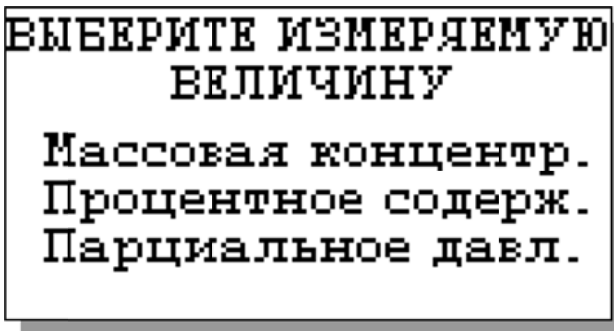 ВЫБЕРИТЕ ИЗМЕРЯЕМУЮ
ВЕЛИЧИНУ
Массовая концентр.
Процентное содерж.
Парциальное давл.